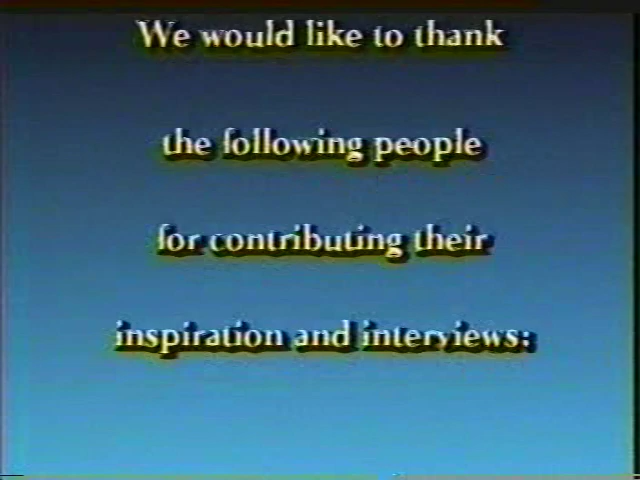 We would like to thank
the following people
for contributing their
inspiration and interviews: